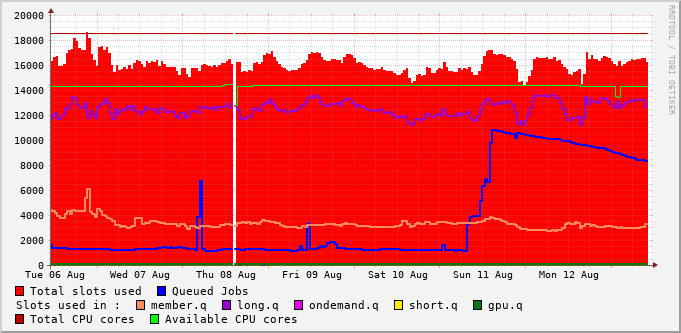 20000
18000
16000
14000
12000
10000
8000
6000
4000
2000
0
Tue 06 Aug Wed 07 Aug Thu 08 Aug Fri 09 Aug Sat 10 Aug Sun 11 Aug Mon 12 Aug
Total slots used Queued Jobs
Slots used in : member.q long.q ondemand.q short.q gpu.q
Total CPU cores Available CPU cores
RRDTOOL / TOBI OETIKER